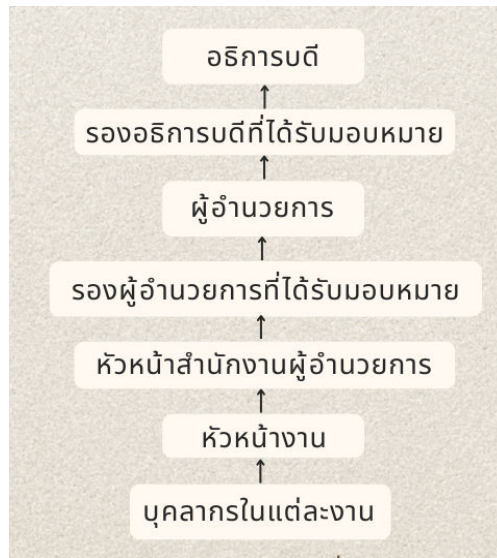 อธิการบดี
รองอธิการบดีที่ได้รับมอบหมาย
ผู้อำนวยการ
รองผู้อำนวยการที่ได้รับมอบหมาย
หัวหน้าสำนักงานผู้อำนวยการ
หัวหน้างาน
บุคลากรในแต่ละงาน